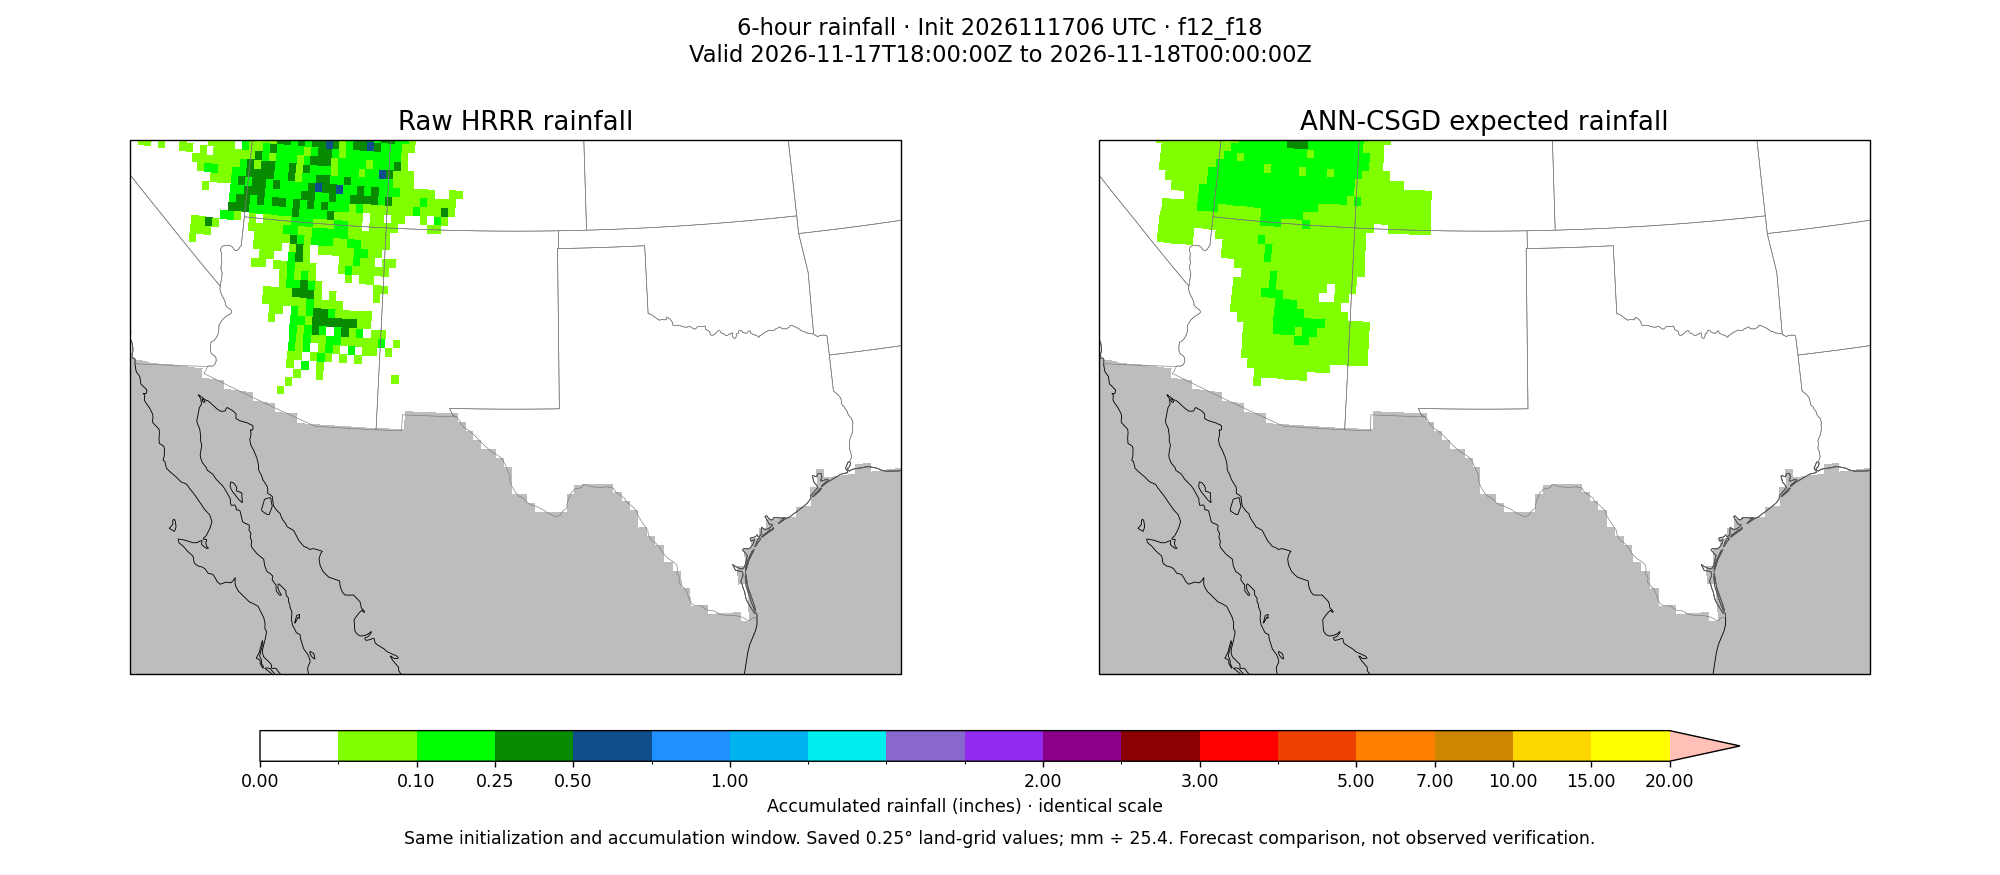 6-hour rainfall · Init 2026111706 UTC · f12_f18
Valid 2026-11-17T18:00:00Z to 2026-11-18T00:00:00Z
Raw HRRR rainfall
ANN-CSGD expected rainfall
0.00 0.10 0.25 0.50 1.00 2.00 3.00 5.00 7.00 10.00 15.00 20.00
Accumulated rainfall (inches) · identical scale
Same initialization and accumulation window. Saved 0.25° land-grid values; mm ÷ 25.4. Forecast comparison, not observed verification.